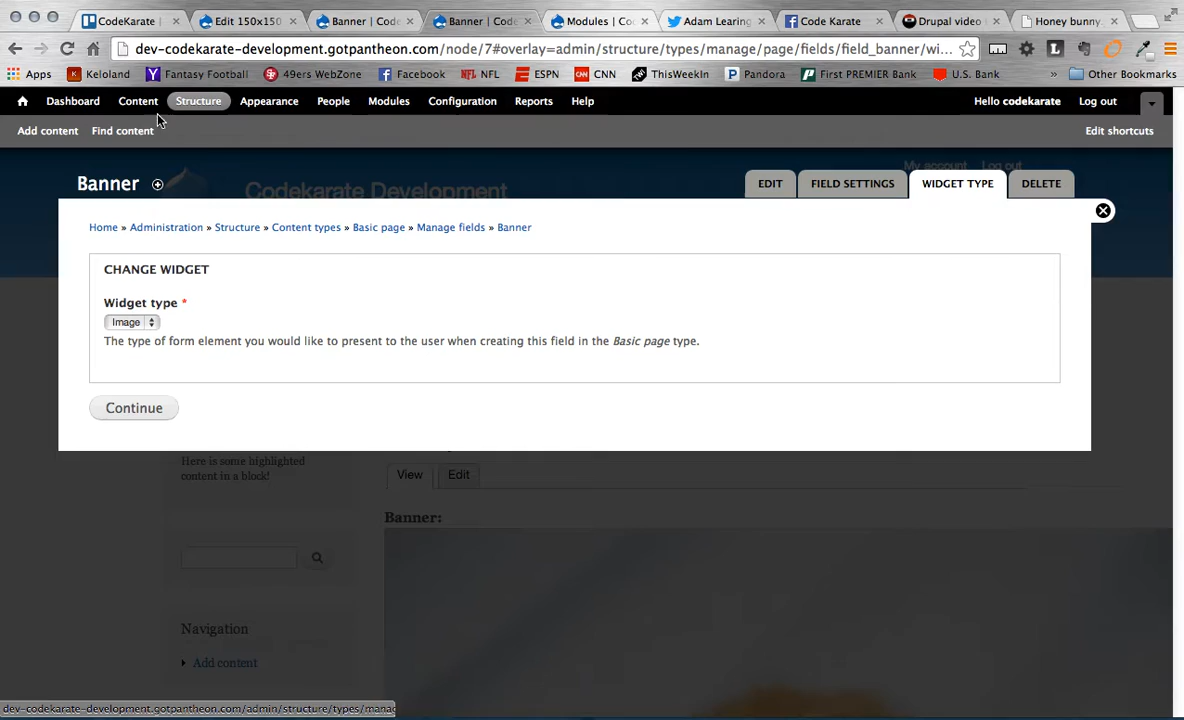 CodeKarate |
Edit 150x150
Banner | Code
Banner | Code
Modules | Co
Adam Learing
Code Karate
Drupal video
Honey bunny
dev-codekarate-development.gotpantheon.com/node/7#overlay=admin/structure/types/manage/page/fields/field_banner/wi...
Apps
Keloland
Fantasy Football
49ers WebZone
Facebook
NFL
ESPN
CNN
ThisWeekIn
Pandora
First PREMIER Bank
U.S. Bank
»
Other Bookmarks
Dashboard
Content
Structure
Appearance
People
Modules
Configuration
Reports
Help
Hello codekarate
Log out
Add content
Find content
Edit shortcuts
My account
Log out
Codekarate Development
Banner
EDIT
FIELD SETTINGS
WIDGET TYPE
DELETE
Home » Administration » Structure » Content types » Basic page » Manage fields » Banner
CHANGE WIDGET
Widget type *
Image
The type of form element you would like to present to the user when creating this field in the Basic page type.
Continue
Here is some highlighted
content in a block!
View
Edit
Banner:
Navigation
Add content
dev-codekarate-development.gotpantheon.com/admin/structure/types/mana